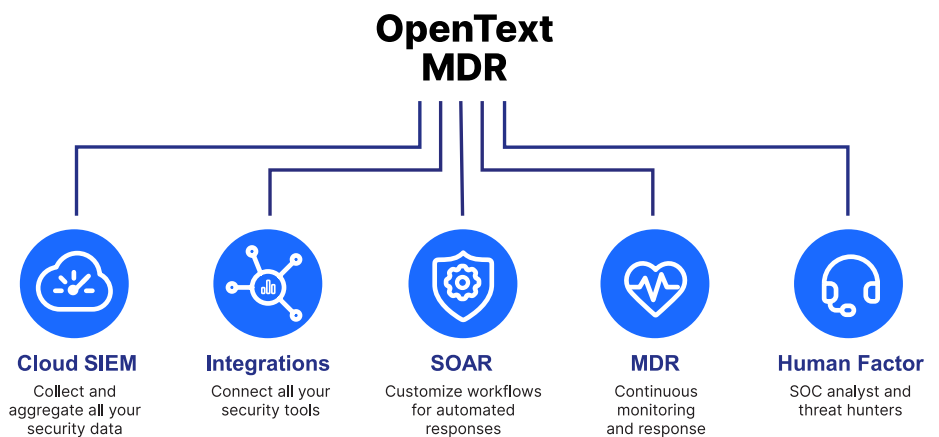 OpenText
MDR
Cloud SIEM
Collect and
aggregate all your
security data
Integrations
Connect all your
security tools
SOAR
Customize workflows
for automated
responses
MDR
Continuous
monitoring
and response
Human Factor
SOC analyst and
threat hunters